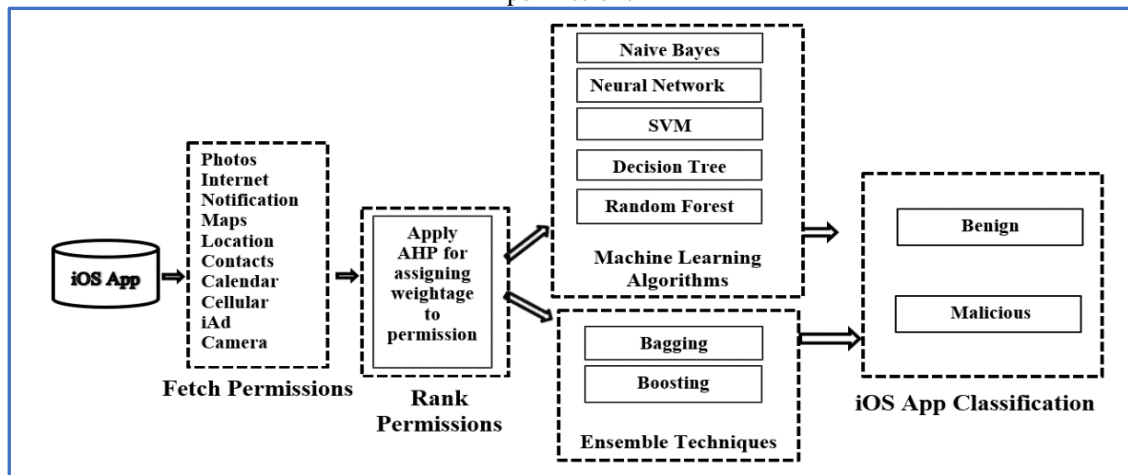 permissions
iOS App
Photos
Internet
Notification
Maps
Location
Contacts
Calendar
Cellular
iAd
Camera
Fetch Permissions
Apply
AHP for
assigning
weightage
to
permission
Rank
Permissions
Naive Bayes
Neural Network
SVM
Decision Tree
Random Forest
Machine Learning
Algorithms
Bagging
Boosting
Ensemble Techniques
Benign
Malicious
iOS App Classification